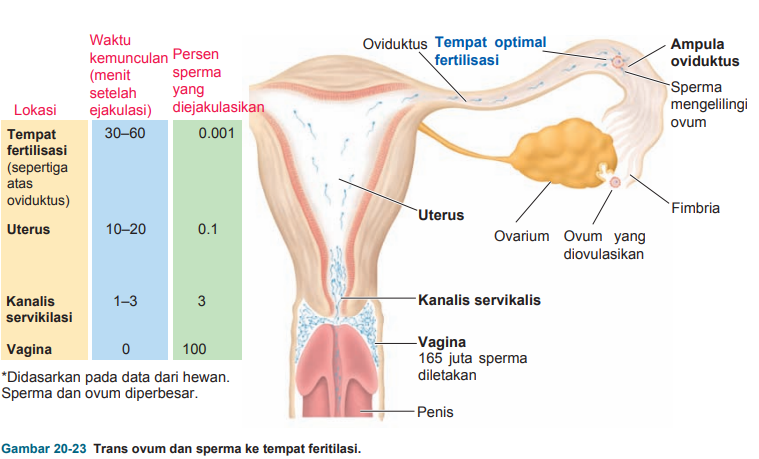 Waktu
kemunculan
(menit
setelah
ejakulasi)
Persen
sperma
yang
diejakulasikan
Lokasi
Tempat
fertilisasi
(sepertiga
atas
oviduktus)
30–60
0.001
Uterus
10–20
0.1
Kanalis
servikilasi
1–3
3
Vagina
0
100
*Didasarkan pada data dari hewan.
Sperma dan ovum diperbesar.
Oviduktus
Tempat optimal
fertilisasi
Ampula
oviduktus
Sperma
mengelilingi
ovum
Fimbria
Uterus
Ovarium
Ovum yang
diovulasikan
Kanalis servikalis
Vagina
165 juta sperma
diletakan
Penis
Gambar 20-23 Trans ovum dan sperma ke tempat feritilasi.